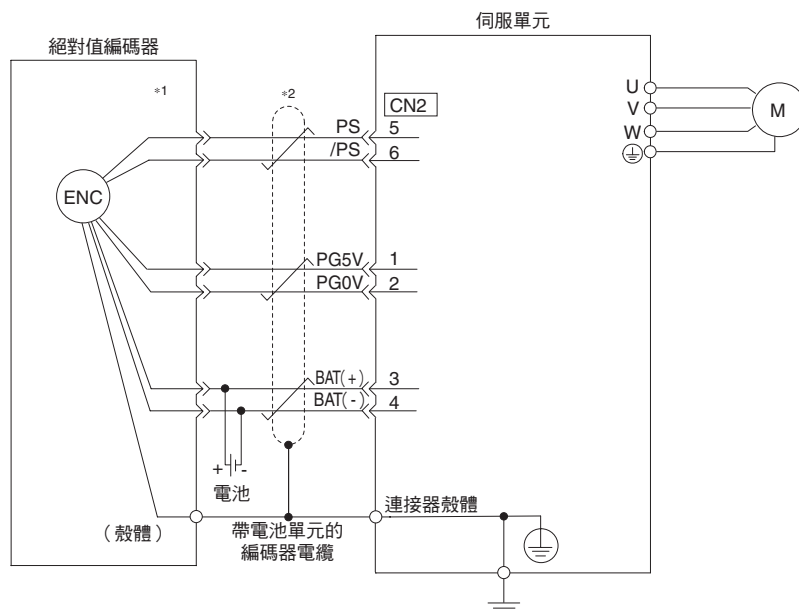 伺服單元
絕對值編碼器
*1
*2
CN2
U
V
W
M
PS
5
/PS
6
ENC
PG5V
1
PG0V
2
BAT(+)
3
BAT(-)
4
+
-
電池
(殼體)
帶電池單元的
編碼器電纜
連接器殼體